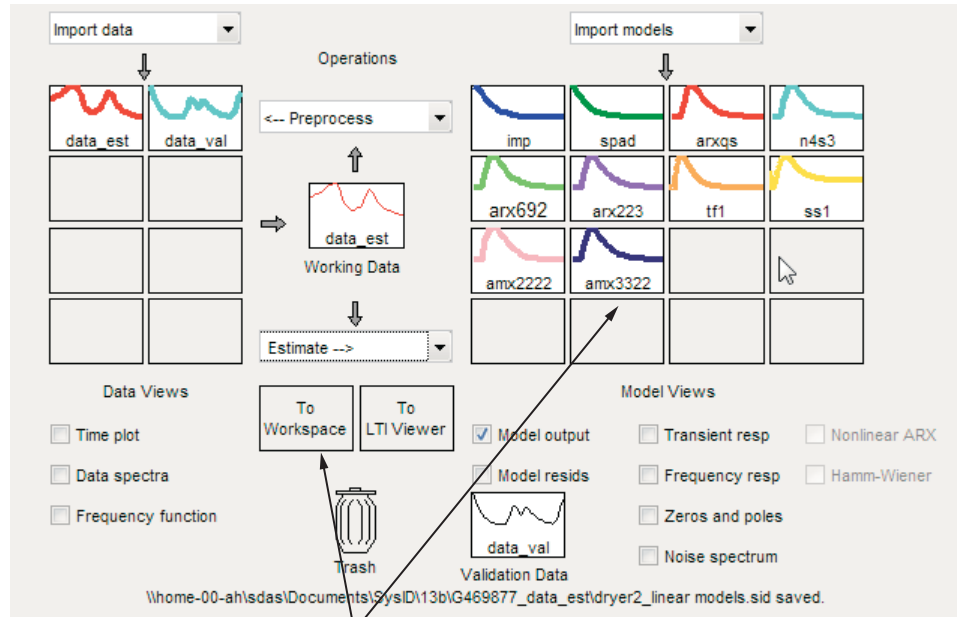 Import data
Import models
Operations
data_est
data_val
<-- Preprocess
imp
spad
arxqs
n4s3
data_est
Working Data
arx692
arx223
tf1
ss1
amx2222
amx3322
Estimate -->
Data Views
Model Views
To
Workspace
To
LTI Viewer
Time plot
Model output
Transient resp
Nonlinear ARX
Data spectra
Model resids
Frequency resp
Hamm-Wiener
Frequency function
Zeros and poles
Trash
data_val
Validation Data
Noise spectrum
\\home-00-ah\sdas\Documents\SysID\13b\G469877_data_est\dryer2_linear models.sid saved.